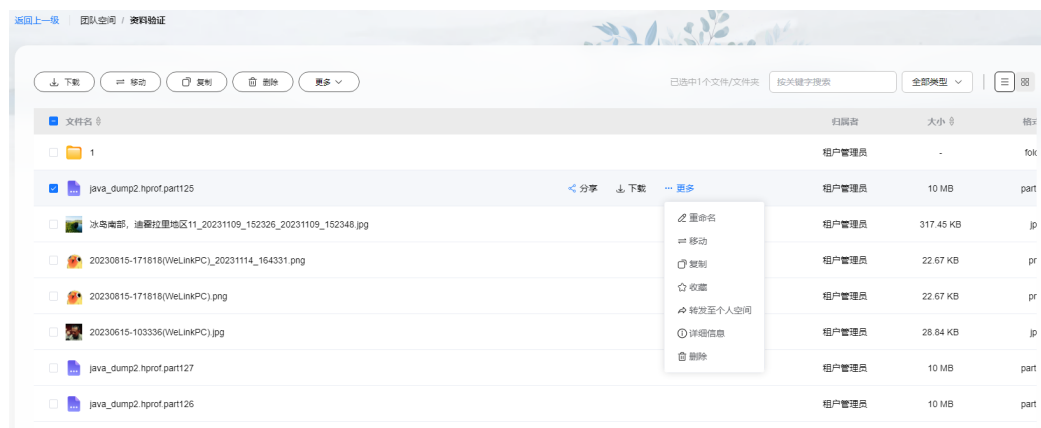 返回上一级 | 团队空间 / 资料验证
下载 移动 复制 删除 更多 已选中1个文件/文件夹 按关键字搜索 全部类型
文件名 归属者 大小 格式
1 租户管理员 -
java_dump2.hprof.part125 分享 下载 ··· 更多 租户管理员 10 MB part
重命名
移动
复制
收藏
转发至个人空间
详细信息
删除
冰岛南部，迪霍拉里地区11_20231109_152326_20231109_152348.jpg 租户管理员 317.45 KB
20230815-171818(WeLinkPC)_20231114_164331.png 租户管理员 22.67 KB
20230815-171818(WeLinkPC).png 租户管理员 22.67 KB
20230615-103336(WeLinkPC).jpg 租户管理员 28.84 KB
java_dump2.hprof.part127 租户管理员 10 MB part
java_dump2.hprof.part126 租户管理员 10 MB part